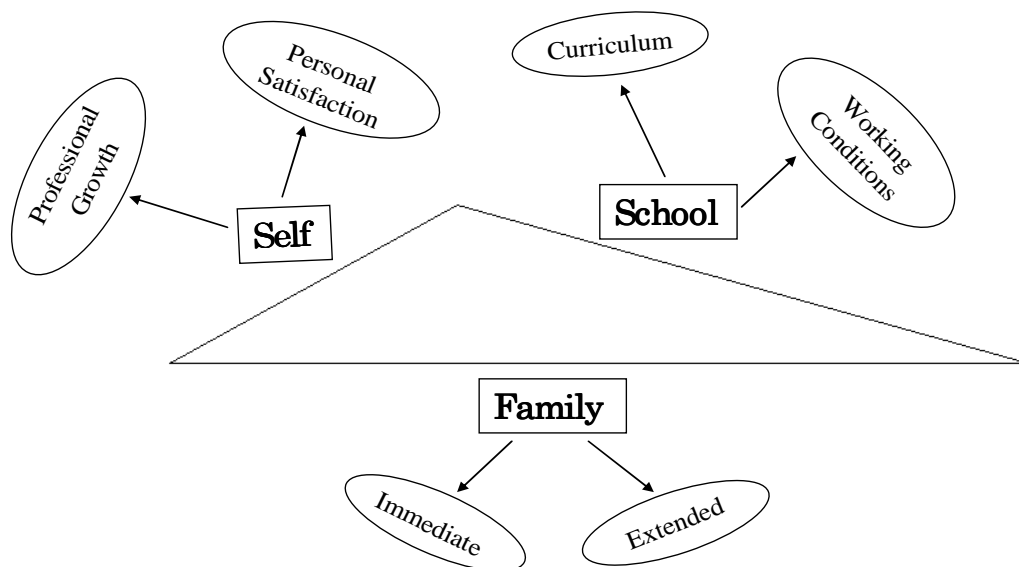 Personal
Satisfaction
Curriculum
Professional
Growth
Working
Conditions
Self
School
Family
Immediate
Extended